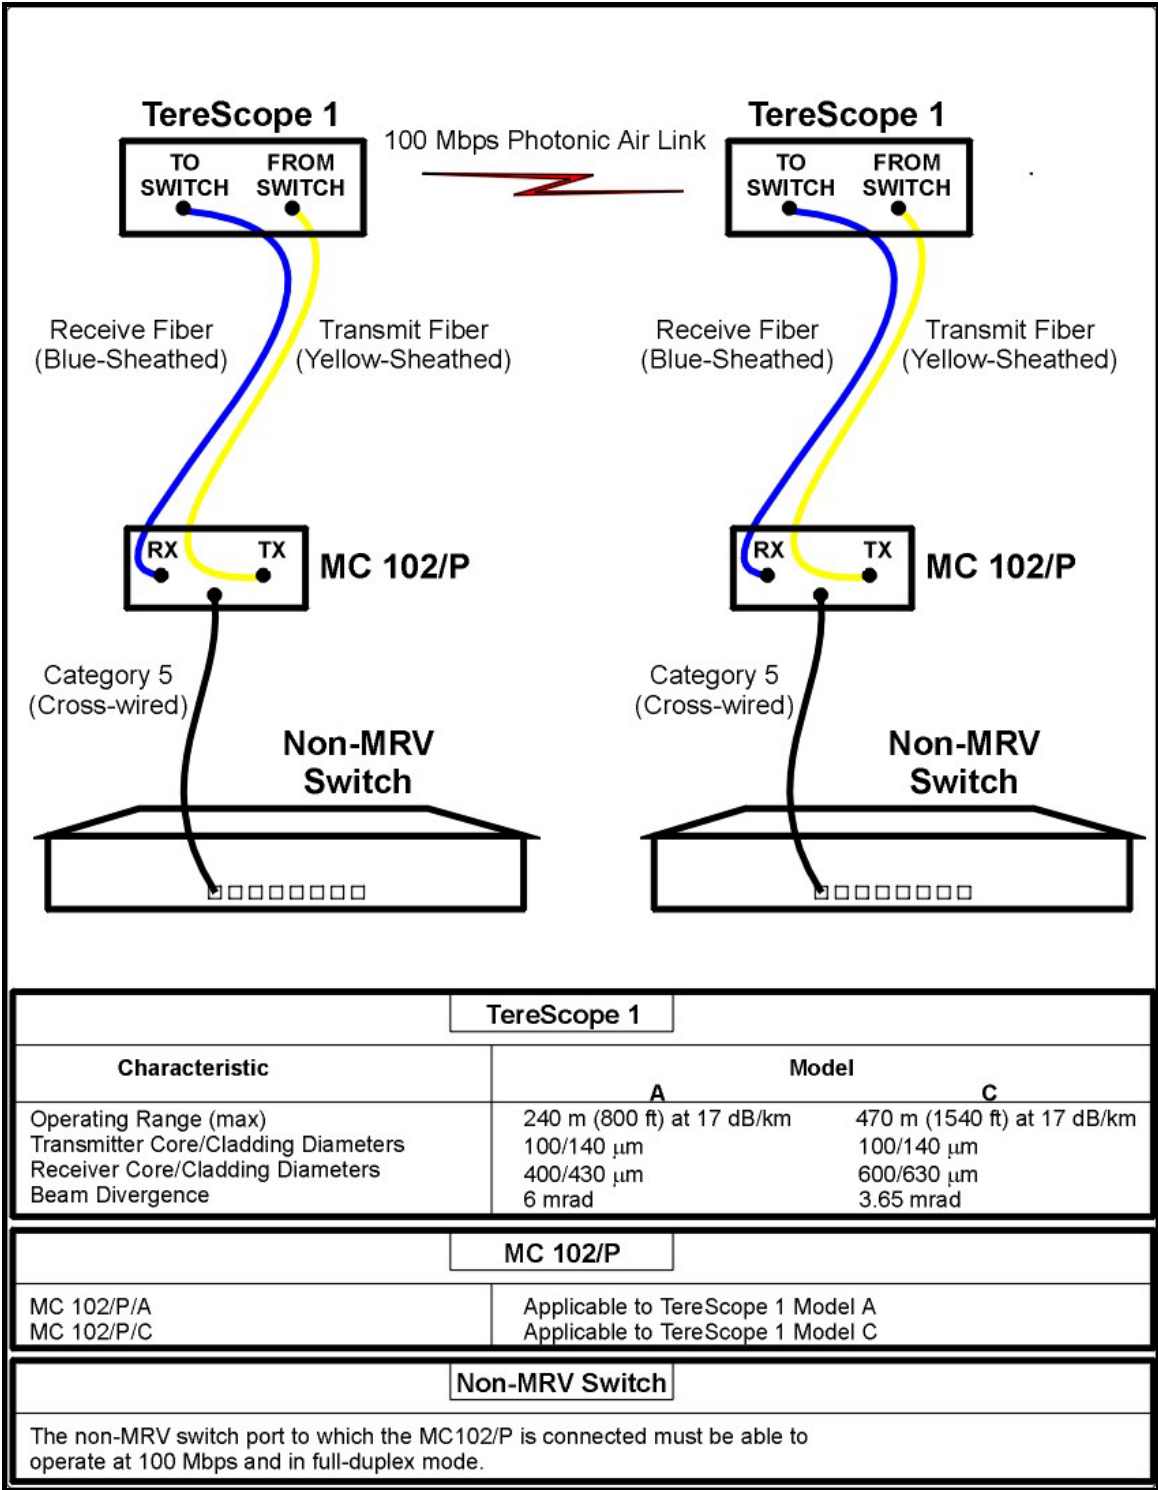 TereScope 1
TereScope 1
100 Mbps Photonic Air Link
TO SWITCH
FROM SWITCH
TO SWITCH
FROM SWITCH
Receive Fiber
(Blue-Sheathed)
Transmit Fiber
(Yellow-Sheathed)
Receive Fiber
(Blue-Sheathed)
Transmit Fiber
(Yellow-Sheathed)
RX
TX
MC 102/P
RX
TX
MC 102/P
Category 5
(Cross-wired)
Category 5
(Cross-wired)
Non-MRV
Switch
Non-MRV
Switch
TereScope 1
Characteristic
Model
A
C
Operating Range (max) 240 m (800 ft) at 17 dB/km 470 m (1540 ft) at 17 dB/km
Transmitter Core/Cladding Diameters 100/140 μm 100/140 μm
Receiver Core/Cladding Diameters 400/430 μm 600/630 μm
Beam Divergence 6 mrad 3.65 mrad
MC 102/P
MC 102/P/A Applicable to TereScope 1 Model A
MC 102/P/C Applicable to TereScope 1 Model C
Non-MRV Switch
The non-MRV switch port to which the MC102/P is connected must be able to
operate at 100 Mbps and in full-duplex mode.